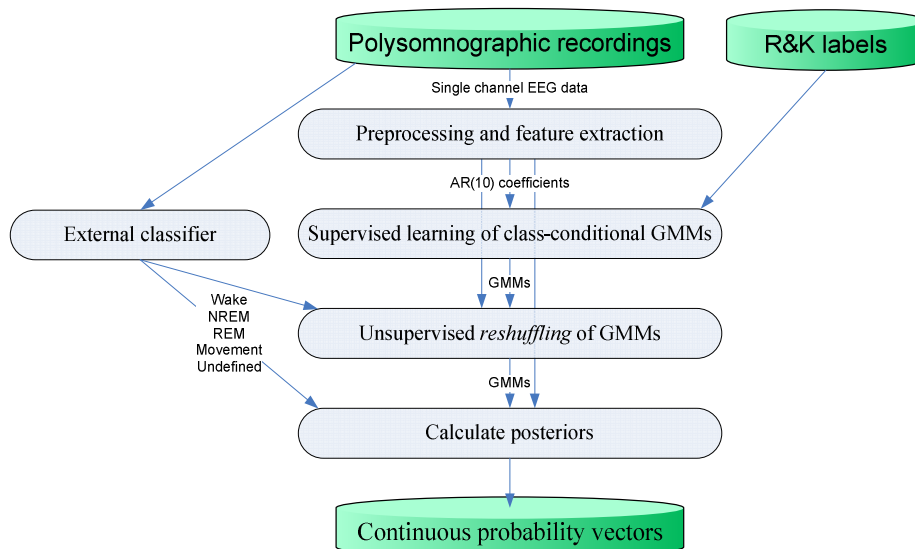 Polysomnographic recordings
R&K labels
Single channel EEG data
Preprocessing and feature extraction
AR(10) coefficients
External classifier
Supervised learning of class-conditional GMMs
GMMs
Wake
NREM
REM
Movement
Undefined
Unsupervised reshuffling of GMMs
GMMs
Calculate posteriors
Continuous probability vectors